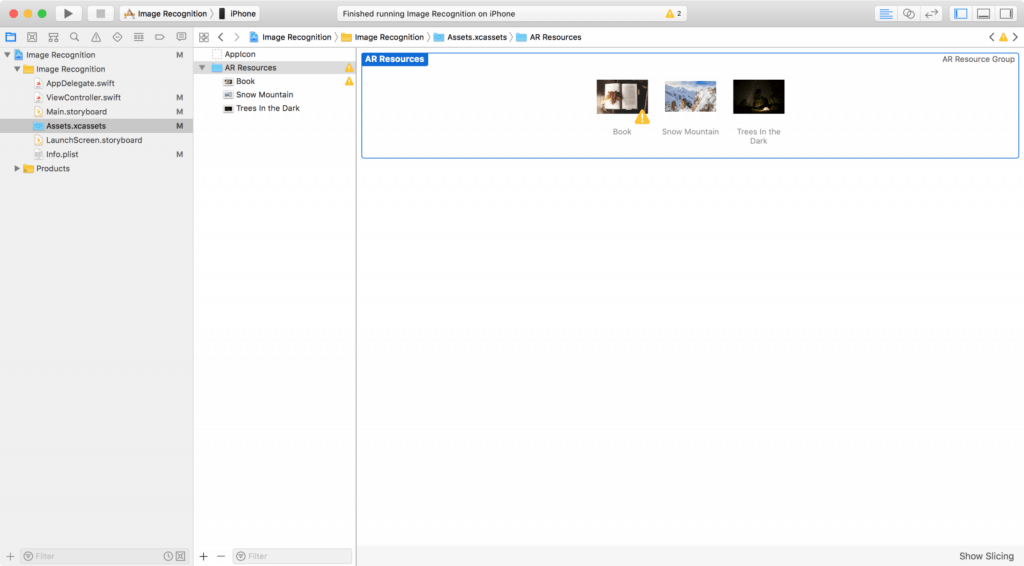 Image Recognition 〉 iPhone
Finished running Image Recognition on iPhone
2
Image Recognition 〉 Image Recognition 〉 Assets.xcassets 〉 AR Resources
Image Recognition M
Image Recognition
AppDelegate.swift
ViewController.swift M
Main.storyboard M
Assets.xcassets M
LaunchScreen.storyboard
Info.plist M
Products
Filter
AppIcon
AR Resources
Book
Snow Mountain
Trees In the Dark
Filter
AR Resources
AR Resource Group
Book
Snow Mountain
Trees In the
Dark
Show Slicing